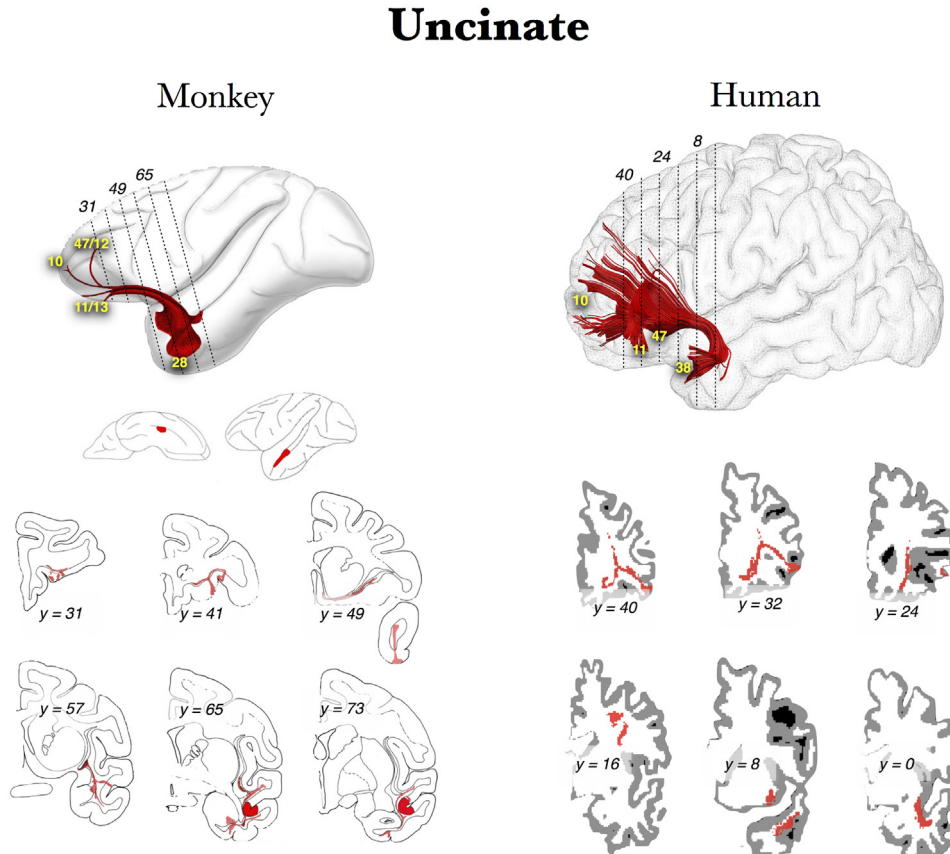 Uncinate
Monkey
Human
65
49
31
47/12
10
11/13
28
8
24
40
10
47
11
38
y = 31
y = 41
y = 49
y = 57
y = 65
y = 73
y = 40
y = 32
y = 24
y = 16
y = 8
y = 0